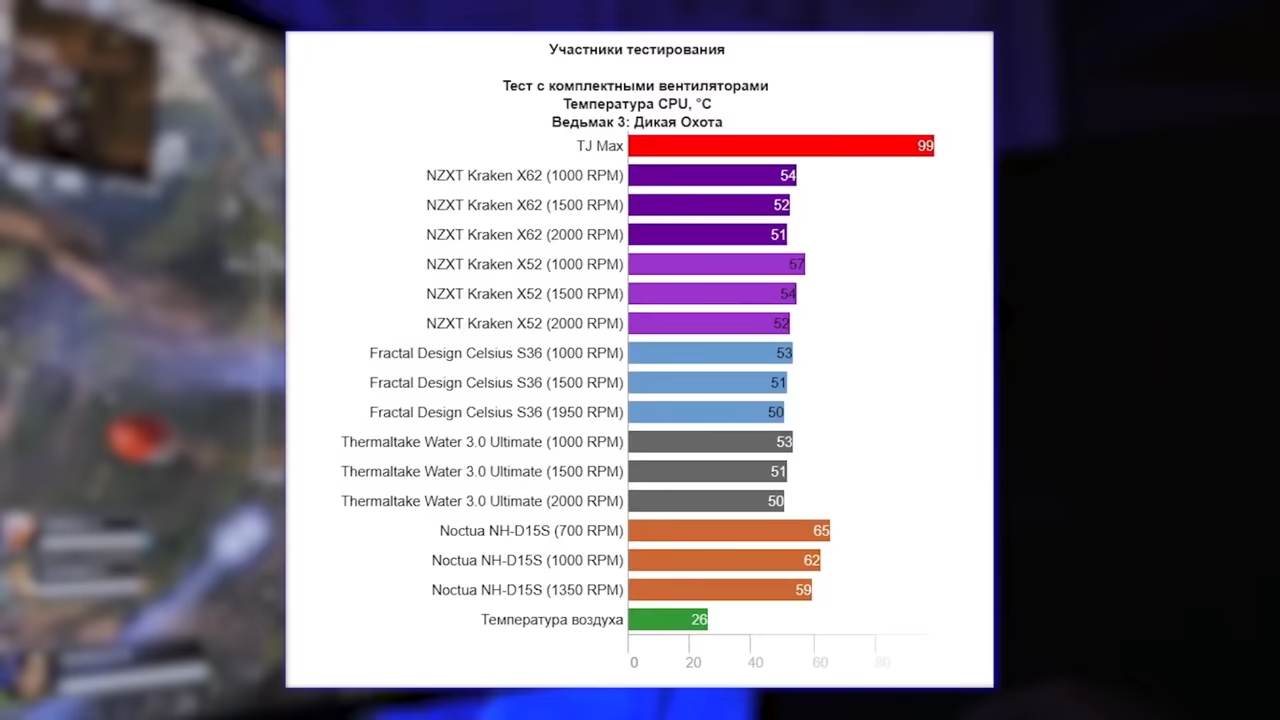 Участники тестирования
Тест с комплектными вентиляторами
Температура CPU, °C
Ведьмак 3: Дикая Охота
TJ Max 99
NZXT Kraken X62 (1000 RPM) 54
NZXT Kraken X62 (1500 RPM) 52
NZXT Kraken X62 (2000 RPM) 51
NZXT Kraken X52 (1000 RPM) 57
NZXT Kraken X52 (1500 RPM) 54
NZXT Kraken X52 (2000 RPM) 52
Fractal Design Celsius S36 (1000 RPM) 53
Fractal Design Celsius S36 (1500 RPM) 51
Fractal Design Celsius S36 (1950 RPM) 50
Thermaltake Water 3.0 Ultimate (1000 RPM) 53
Thermaltake Water 3.0 Ultimate (1500 RPM) 51
Thermaltake Water 3.0 Ultimate (2000 RPM) 50
Noctua NH-D15S (700 RPM) 65
Noctua NH-D15S (1000 RPM) 62
Noctua NH-D15S (1350 RPM) 59
Температура воздуха 26
0 20 40 60 80